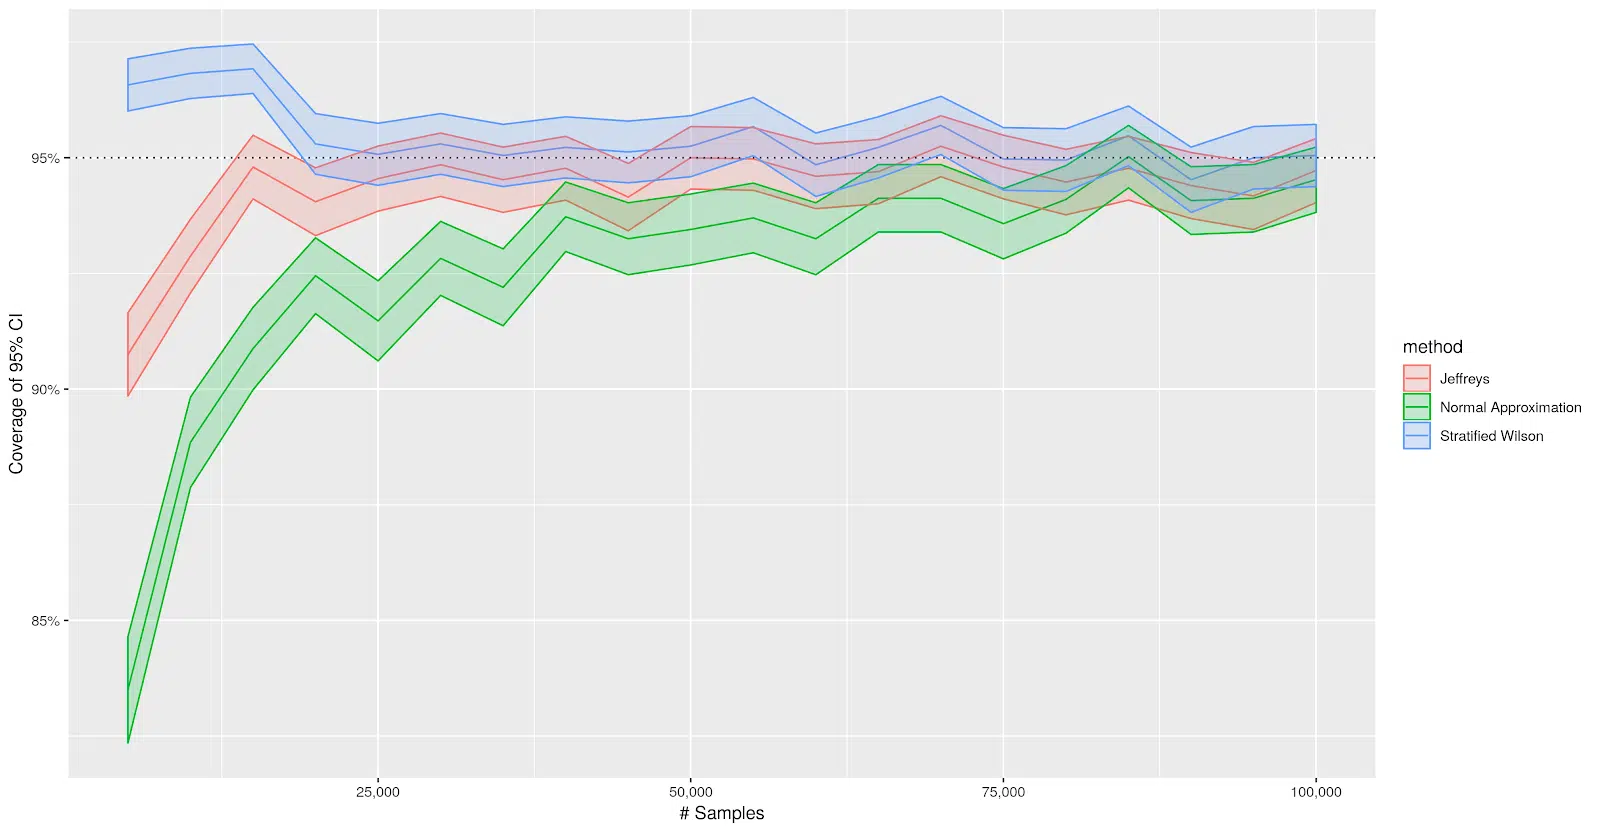 Coverage of 95% CI
95%
90%
85%
25,000
50,000
75,000
100,000
# Samples
method
Jeffreys
Normal Approximation
Stratified Wilson